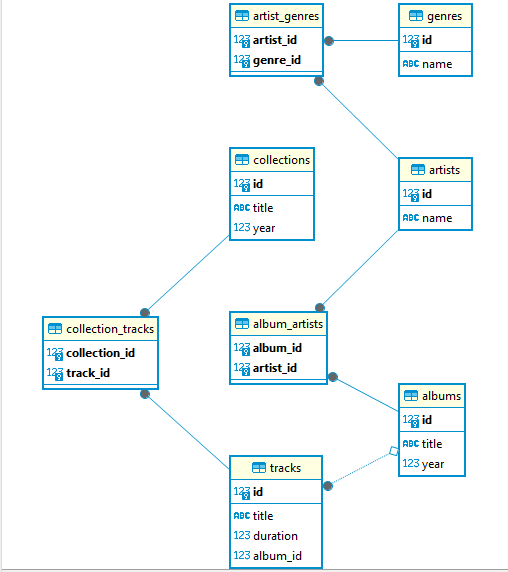 artist_genres
123 artist_id
123 genre_id
genres
123 id
ABC name
collections
123 id
ABC title
123 year
artists
123 id
ABC name
collection_tracks
123 collection_id
123 track_id
album_artists
123 album_id
123 artist_id
albums
123 id
ABC title
123 year
tracks
123 id
ABC title
123 duration
123 album_id